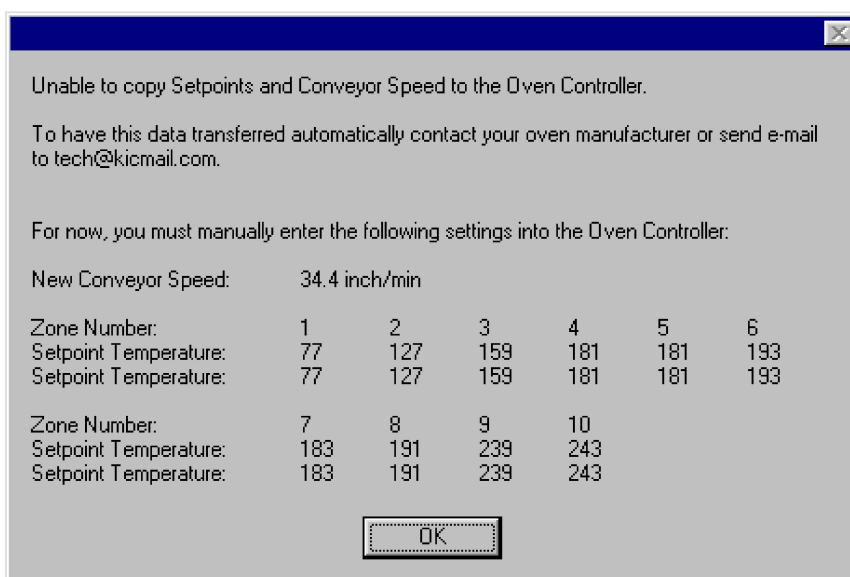 Unable to copy Setpoints and Conveyor Speed to the Oven Controller.
To have this data transferred automatically contact your oven manufacturer or send e-mail
to tech@kicmail.com.
For now, you must manually enter the following settings into the Oven Controller:
New Conveyor Speed: 34.4 inch/min
Zone Number: 1 2 3 4 5 6
Setpoint Temperature: 77 127 159 181 181 193
Setpoint Temperature: 77 127 159 181 181 193
Zone Number: 7 8 9 10
Setpoint Temperature: 183 191 239 243
Setpoint Temperature: 183 191 239 243
OK